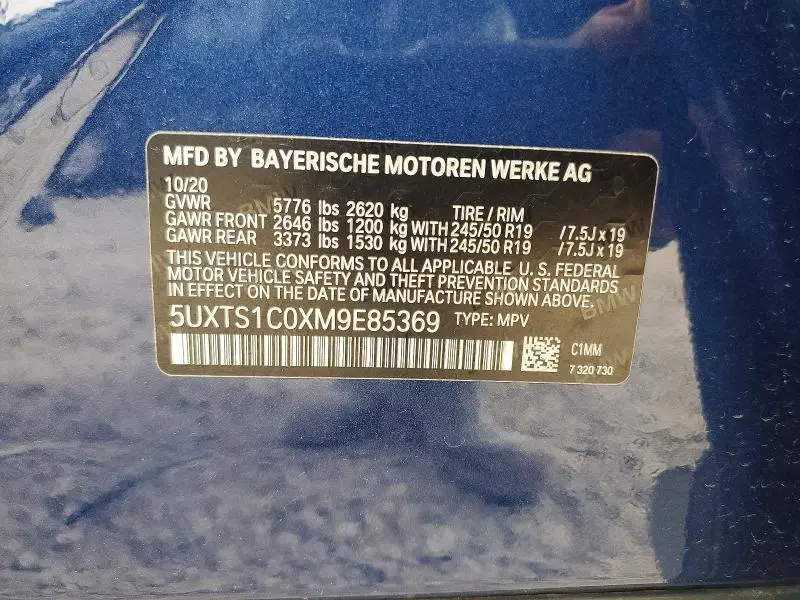 MFD BY BAYERISCHE MOTOREN WERKE AG
10/20
GVWR 5776 lbs 2620 kg TIRE / RIM
GAWR FRONT 2646 lbs 1200 kg WITH 245/50 R19 /7.5J x 19
GAWR REAR 3373 lbs 1530 kg WITH 245/50 R19 /7.5J x 19
THIS VEHICLE CONFORMS TO ALL APPLICABLE U. S. FEDERAL
MOTOR VEHICLE SAFETY AND THEFT PREVENTION STANDARDS
IN EFFECTS ON THE DATE OF MANUFACTURE SHOWN ABOVE.
5UXTS1C0XM9E85369 TYPE: MPV
C1MM
7 320 730
BMW
BMW